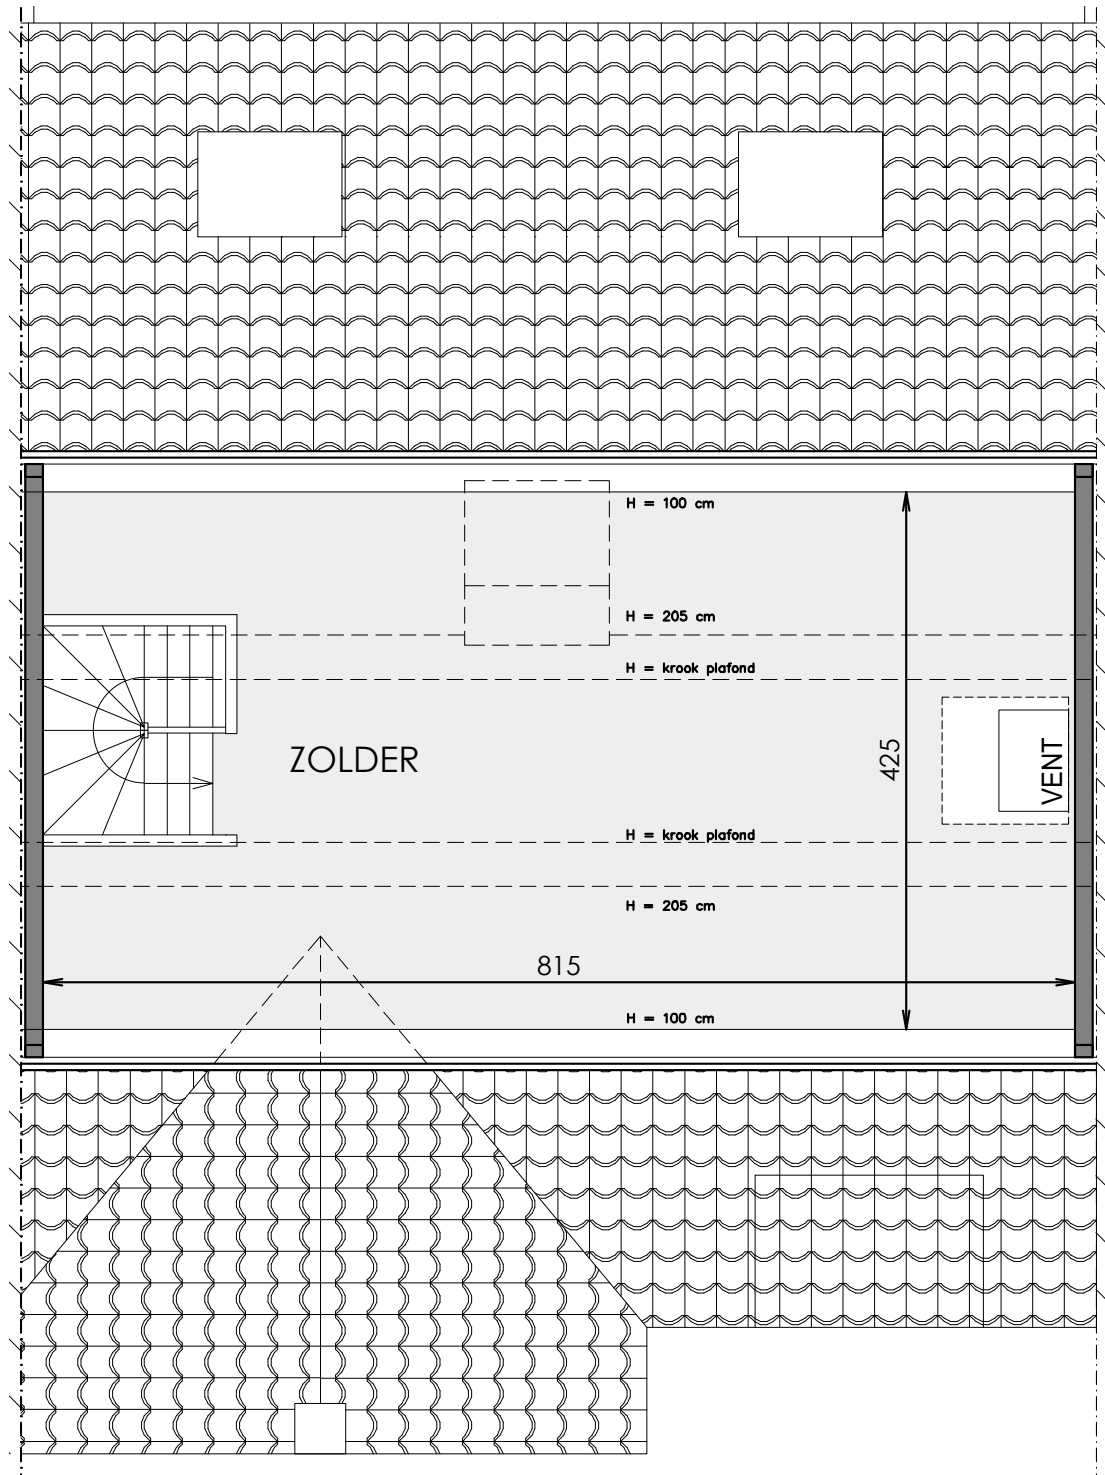 H = 100 cm
H = 205 cm
H = krook plafond
ZOLDER
425
VENT
H = krook plafond
H = 205 cm
815
H = 100 cm